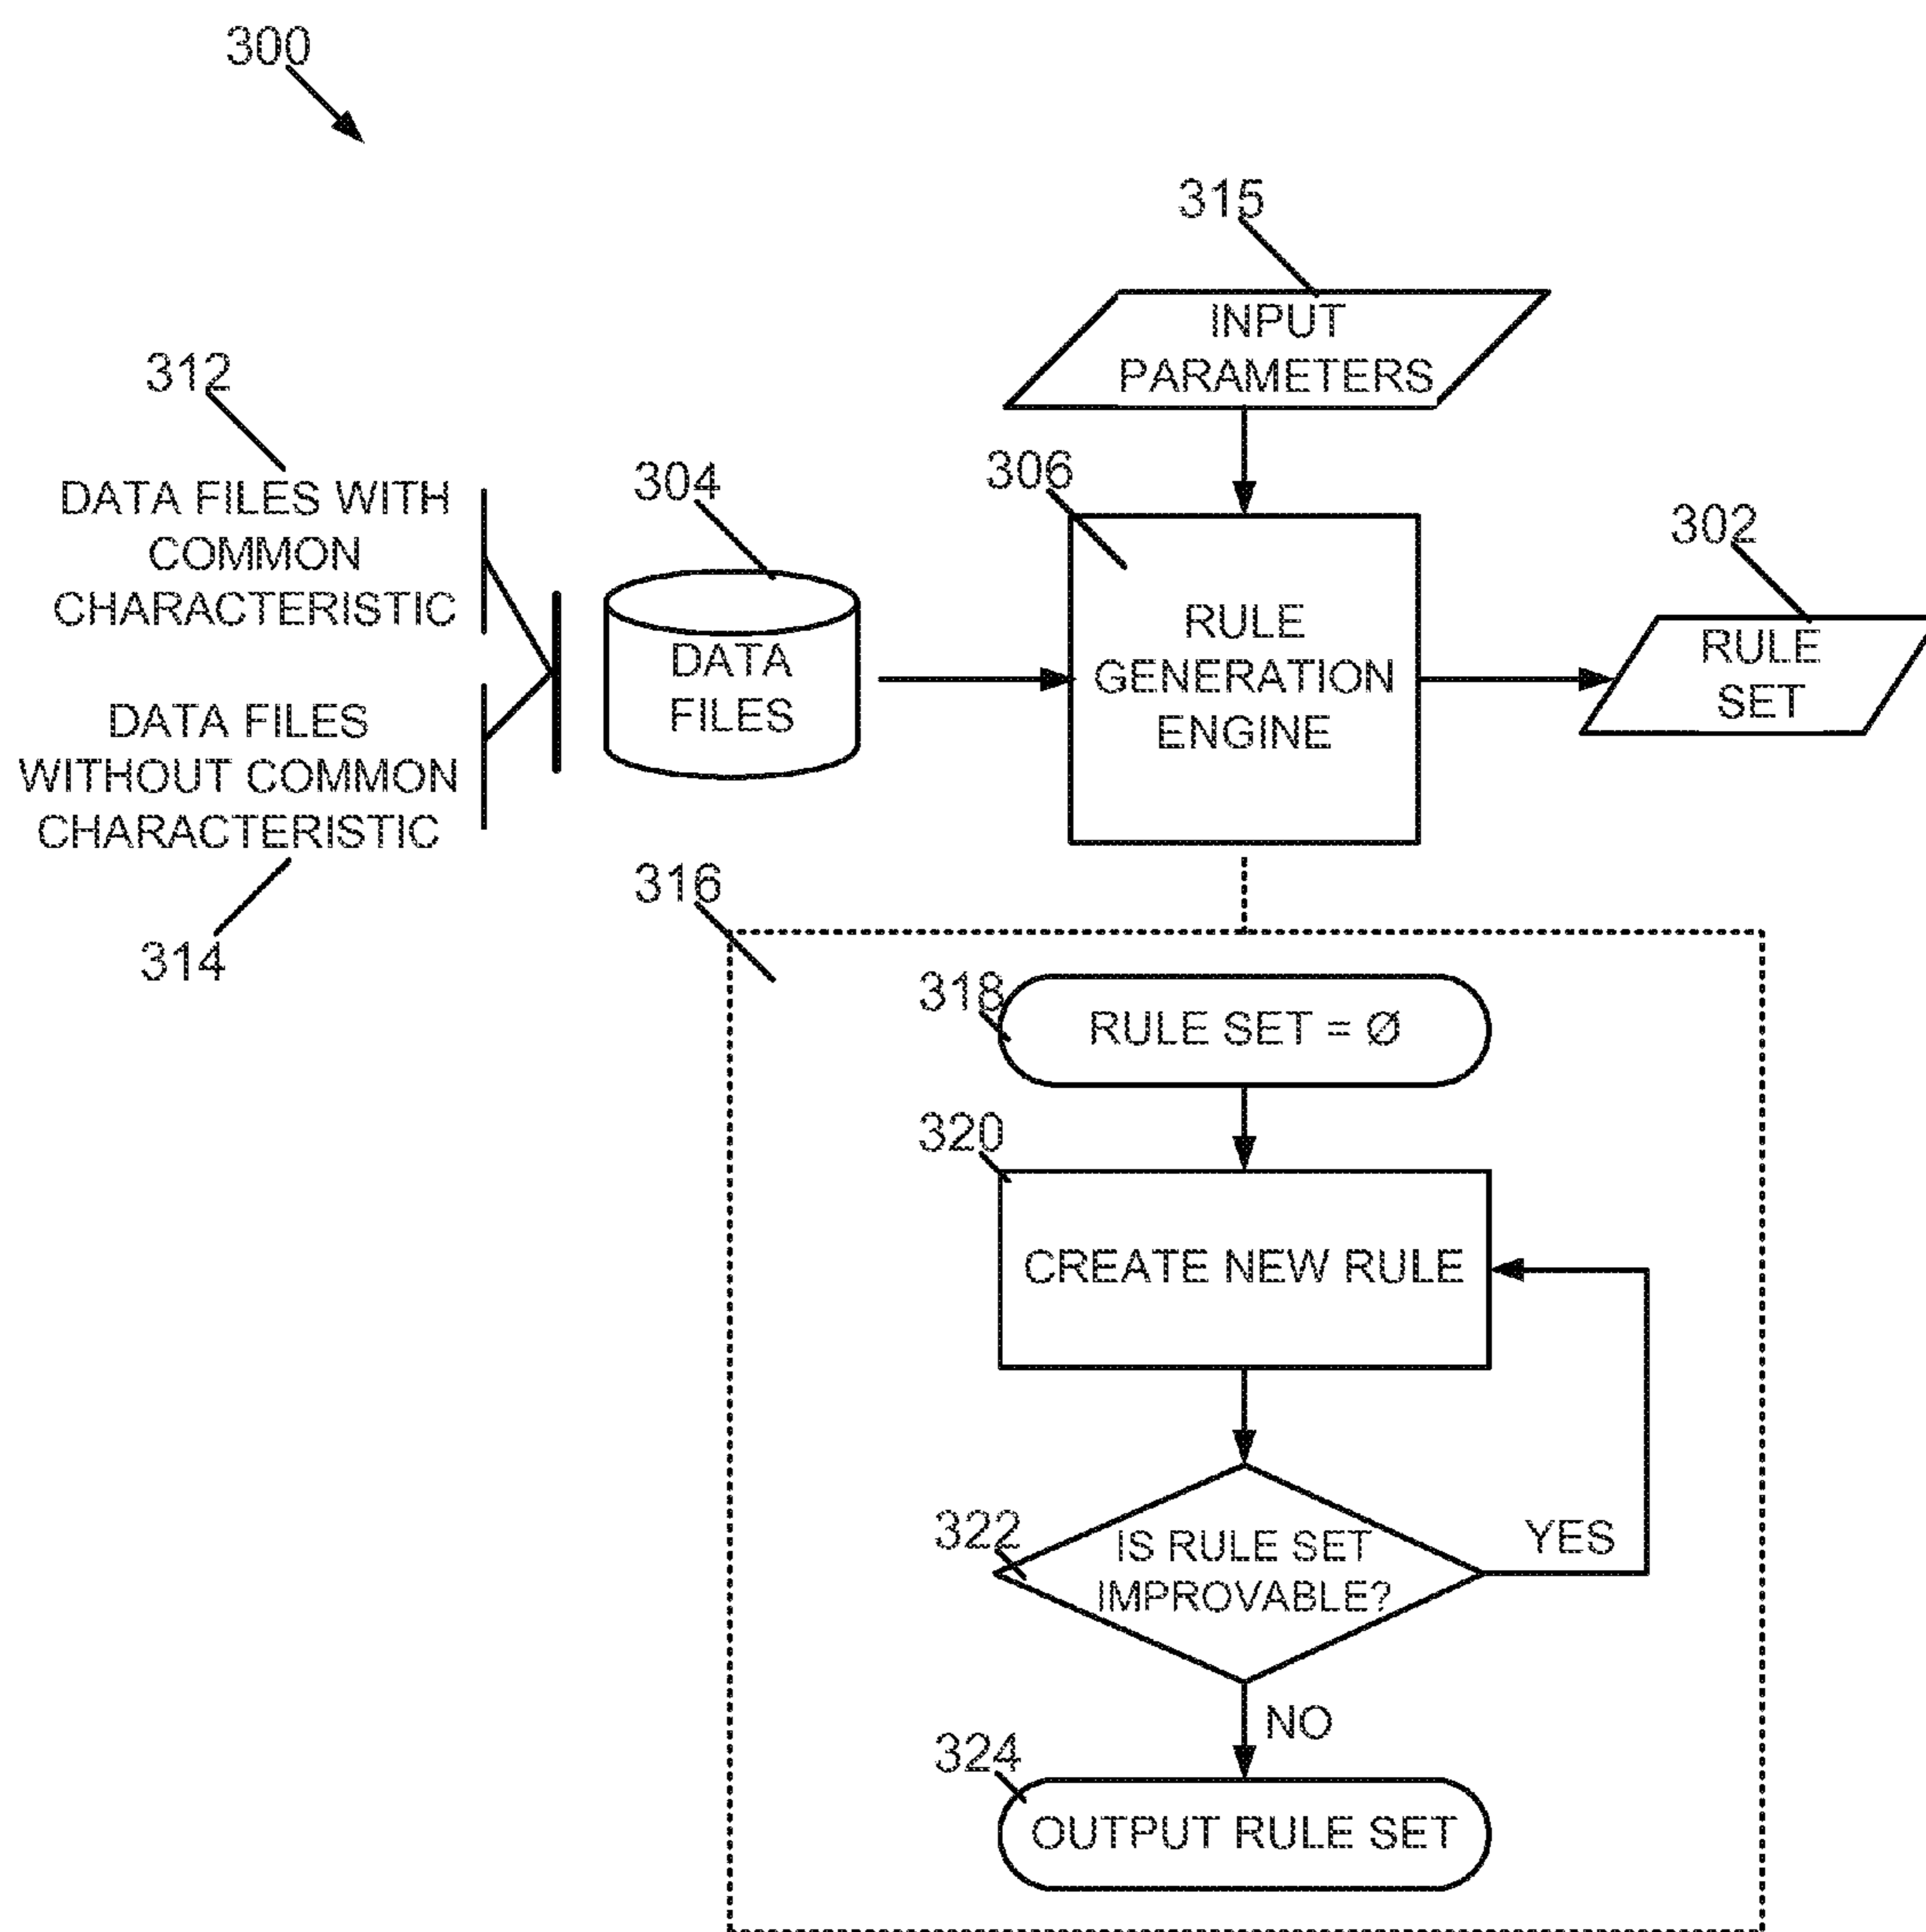 300
315
INPUT
PARAMETERS
312
DATA FILES WITH
COMMON
CHARACTERISTIC
304
DATA
FILES
306
RULE
GENERATION
ENGINE
302
RULE
SET
DATA FILES
WITHOUT COMMON
CHARACTERISTIC
314
316
318
RULE SET = Ø
320
CREATE NEW RULE
322
IS RULE SET
IMPROVABLE?
YES
NO
324
OUTPUT RULE SET